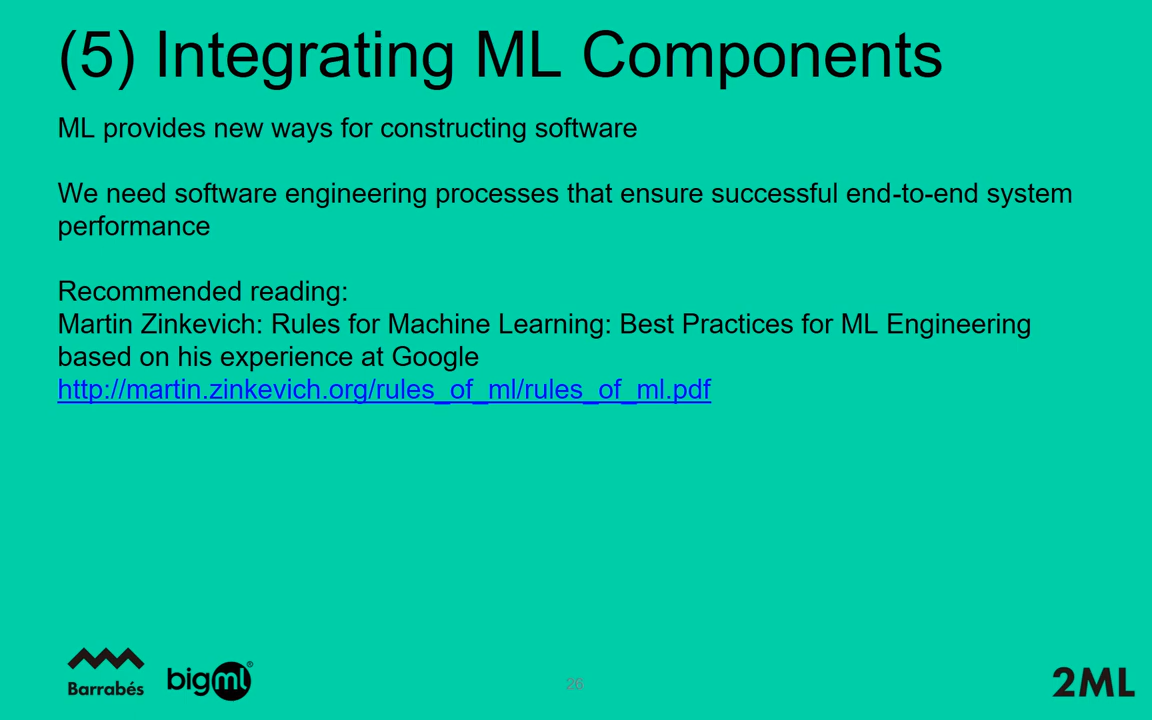 (5) Integrating ML Components
ML provides new ways for constructing software
We need software engineering processes that ensure successful end-to-end system
performance
Recommended reading:
Martin Zinkevich: Rules for Machine Learning: Best Practices for ML Engineering
based on his experience at Google
http://martin.zinkevich.org/rules_of_ml/rules_of_ml.pdf
Barrabés
bigml®
26
2ML